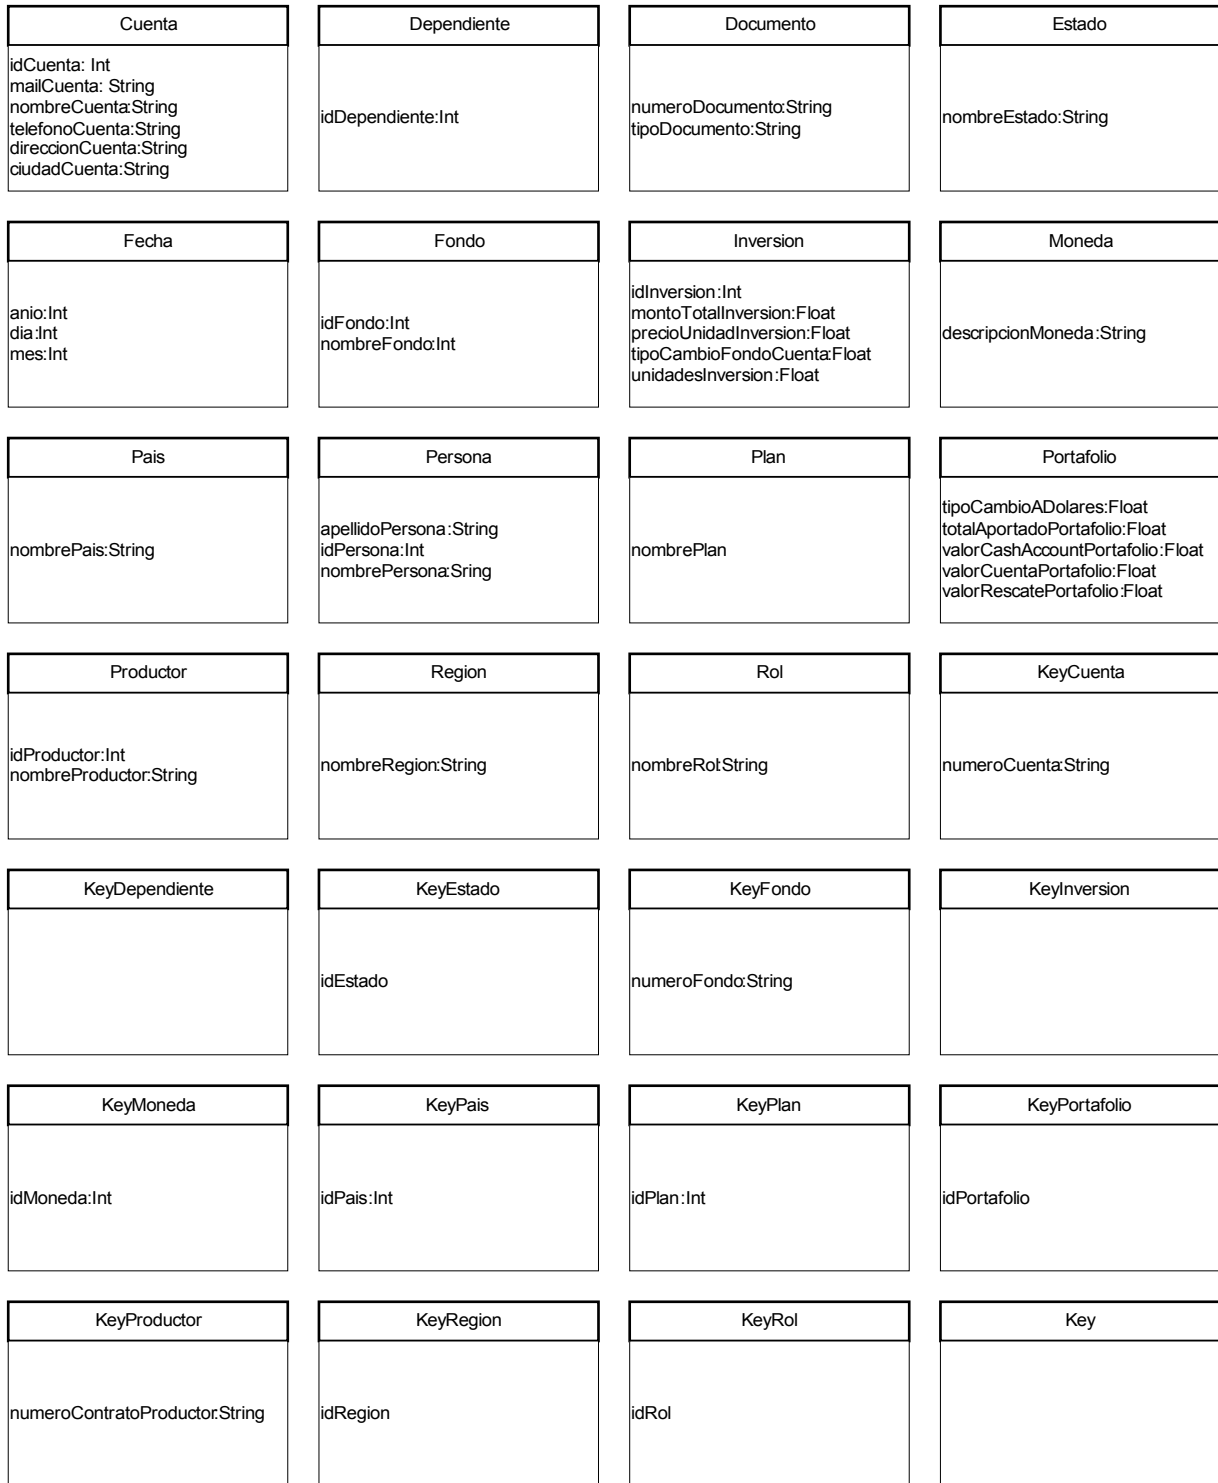 Cuenta
idCuenta: Int
mailCuenta: String
nombreCuenta:String
telefonoCuenta:String
direccionCuenta:String
ciudadCuenta:String
Dependiente
idDependiente:Int
Documento
numeroDocumento:String
tipoDocumento:String
Estado
nombreEstado:String
Fecha
anio:Int
dia:Int
mes:Int
Fondo
idFondo:Int
nombreFondo:Int
Inversion
idInversion:Int
montoTotalInversion:Float
precioUnidadInversion:Float
tipoCambioFondoCuenta:Float
unidadesInversion:Float
Moneda
descripcionMoneda:String
Pais
nombrePais:String
Persona
apellidoPersona:String
idPersona:Int
nombrePersona:Sring
Plan
nombrePlan
Portafolio
tipoCambioADolares:Float
totalAportadoPortafolio:Float
valorCashAccountPortafolio:Float
valorCuentaPortafolio:Float
valorRescatePortafolio:Float
Productor
idProductor:Int
nombreProductor:String
Region
nombreRegion:String
Rol
nombreRol:String
KeyCuenta
numeroCuenta:String
KeyDependiente
KeyEstado
idEstado
KeyFondo
numeroFondo:String
KeyInversion
KeyMoneda
idMoneda:Int
KeyPais
idPais:Int
KeyPlan
idPlan:Int
KeyPortafolio
idPortafolio
KeyProductor
numeroContratoProductor:String
KeyRegion
idRegion
KeyRol
idRol
Key